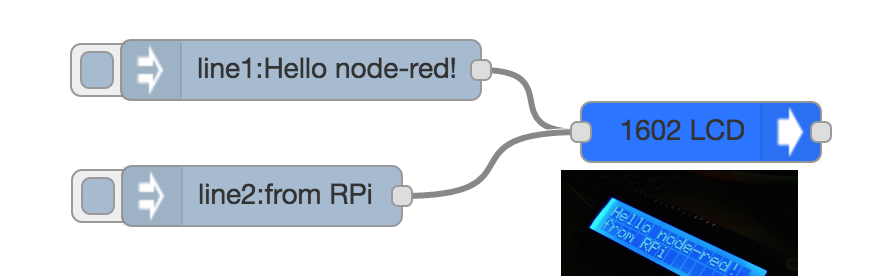 line1:Hello node-red!
1602 LCD
line2:from RPi
Hello node-red!
from RPi